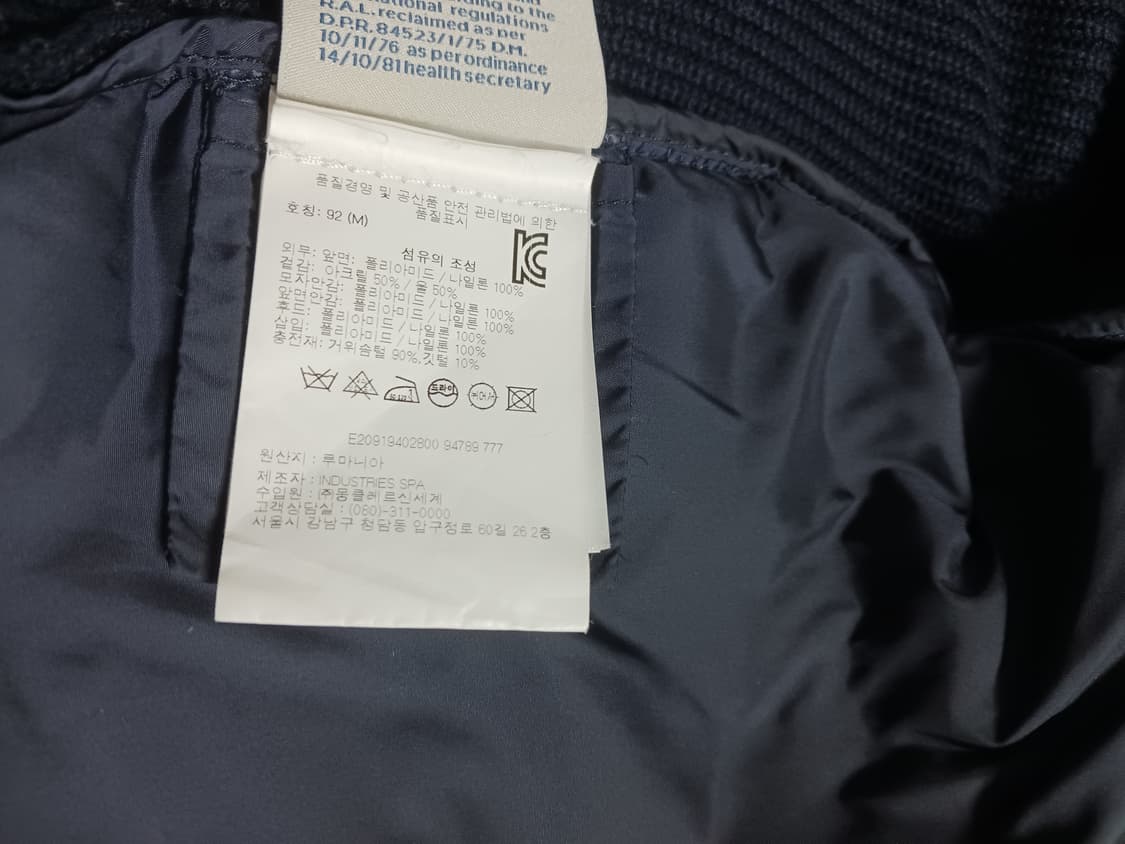 according to the
national regulations
R.A.L. reclaimed as per
D.P.R. 84523/1/75 D.M.
10/11/76 as per ordinance
14/10/81 health secretary
품질경영 및 공산품 안전 관리법에 의한
품질표시
호칭: 92 (M)
섬유의 조성
외부: 앞면: 폴리아미드 / 나일론 100%
겉감: 아크릴 50% / 울 50%
모자안감: 폴리아미드 / 나일론 100%
앞면안감: 폴리아미드 / 나일론 100%
후드: 폴리아미드 / 나일론 100%
삽입: 폴리아미드 / 나일론 100%
충전재: 거위솜털 90%, 깃털 10%
드라이
E20919402800 94789 777
원산지 : 루마니아
제조자 : INDUSTRIES SPA
수입원 : ㈜몽클레르신세계
고객상담실 : (080)-311-0000
서울시 강남구 청담동 압구정로 60길 26 2층